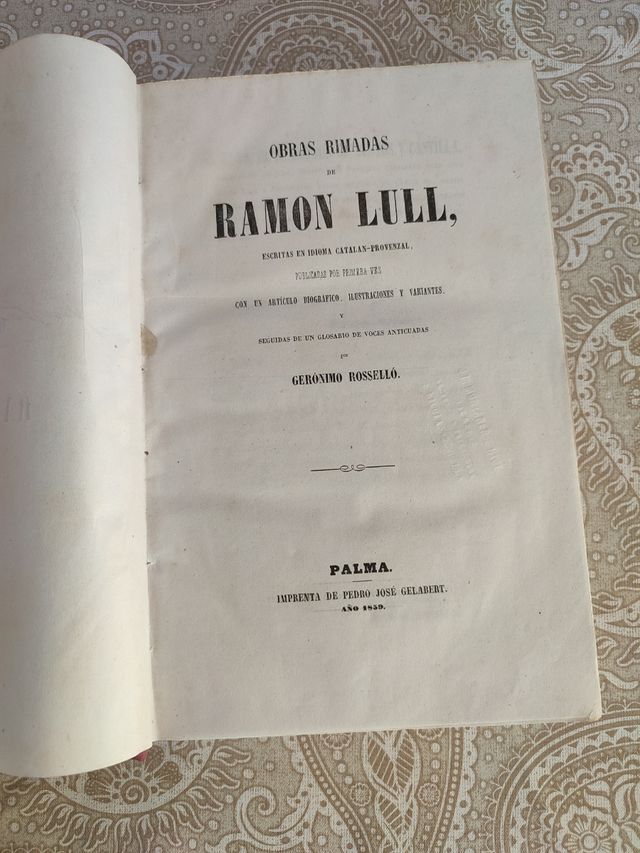 OBRAS RIMADAS
DE
RAMON LULL,
ESCRITAS EN IDIOMA CATALAN-PROVENZAL,
PUBLICADAS POR PRIMERA VEZ
CON UN ARTÍCULO BIOGRÁFICO, ILUSTRACIONES Y VARIANTES,
Y
SEGUIDAS DE UN GLOSARIO DE VOCES ANTICUADAS
por
GERÓNIMO ROSSELLÓ.
PALMA.
IMPRENTA DE PEDRO JOSÉ GELABERT.
AÑO 1859.